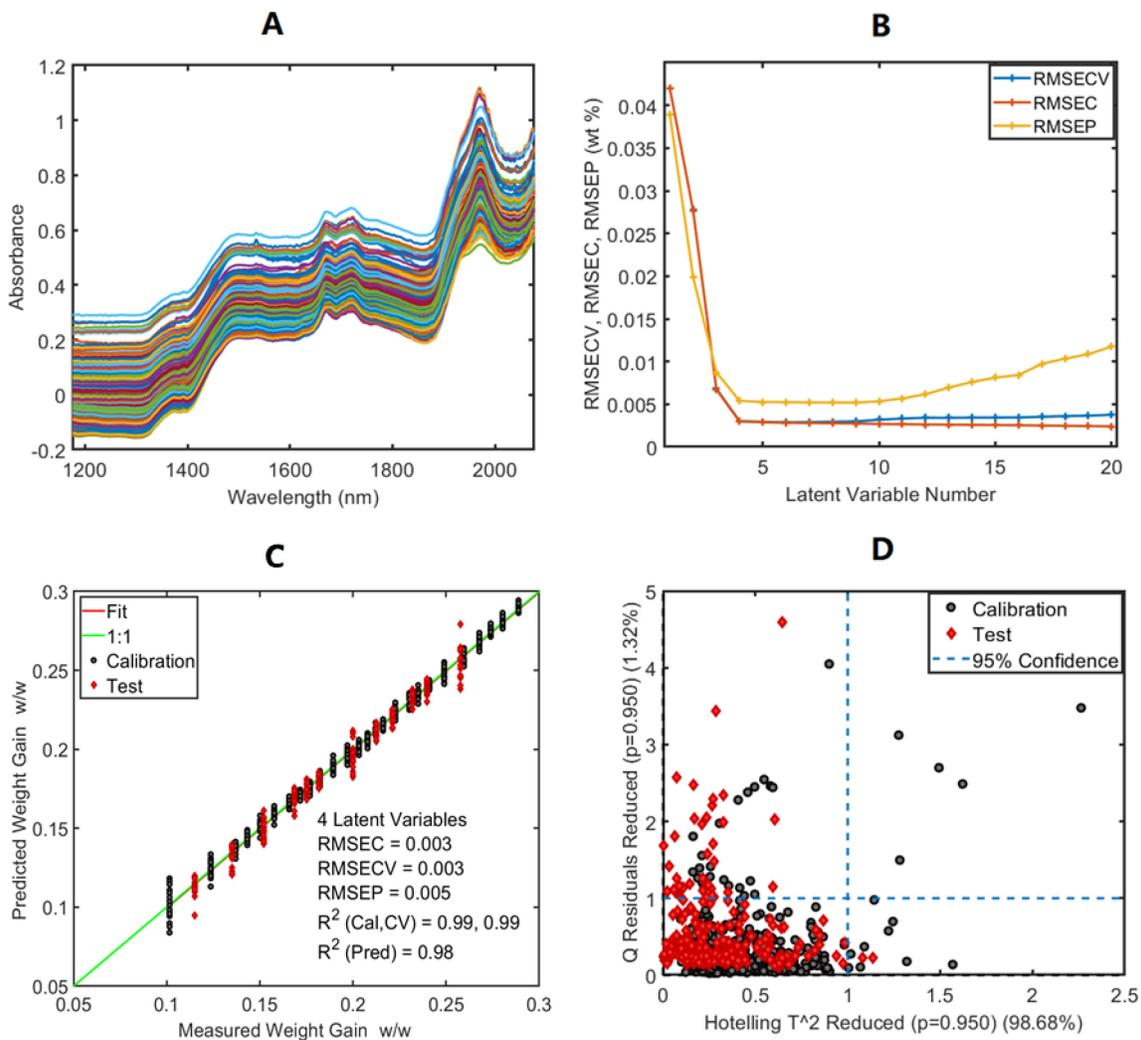 A
Absorbance
1.2
1
0.8
0.6
0.4
0.2
0
-0.2
1200 1400 1600 1800 2000
Wavelength (nm)
B
RMSECV, RMSEC, RMSEP (wt %)
0.04
0.035
0.03
0.025
0.02
0.015
0.01
0.005
0
RMSECV
RMSEC
RMSEP
5 10 15 20
Latent Variable Number
C
Predicted Weight Gain w/w
0.3
0.25
0.2
0.15
0.1
0.05
Fit
1:1
Calibration
Test
4 Latent Variables
RMSEC = 0.003
RMSECV = 0.003
RMSEP = 0.005
R² (Cal,CV) = 0.99, 0.99
R² (Pred) = 0.98
0.05 0.1 0.15 0.2 0.25 0.3
Measured Weight Gain w/w
D
Q Residuals Reduced (p=0.950) (1.32%)
5
4
3
2
1
0
Calibration
Test
95% Confidence
0 0.5 1 1.5 2 2.5
Hotelling T^2 Reduced (p=0.950) (98.68%)